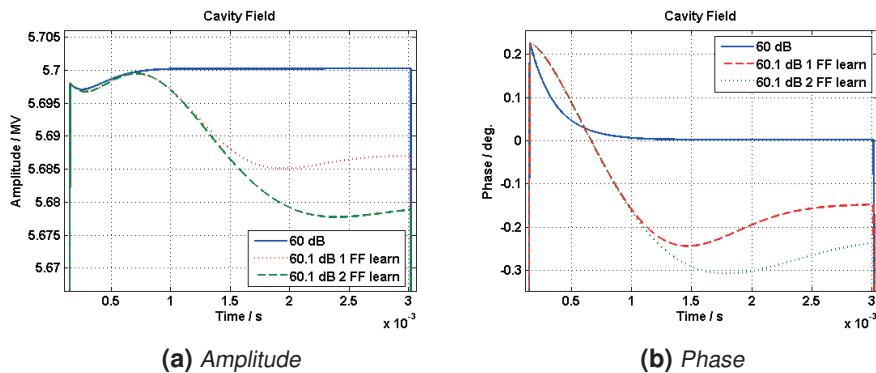 Cavity Field
5.705
5.7
5.695
5.69
5.685
5.68
5.675
5.67
Amplitude / MV
60 dB
60.1 dB 1 FF learn
60.1 dB 2 FF learn
0.5
1
1.5
2
2.5
3
Time / s
x 10⁻³
(a) Amplitude
Cavity Field
0.2
0.1
0
-0.1
-0.2
-0.3
Phase / deg.
60 dB
60.1 dB 1 FF learn
60.1 dB 2 FF learn
0.5
1
1.5
2
2.5
3
Time / s
x 10⁻³
(b) Phase